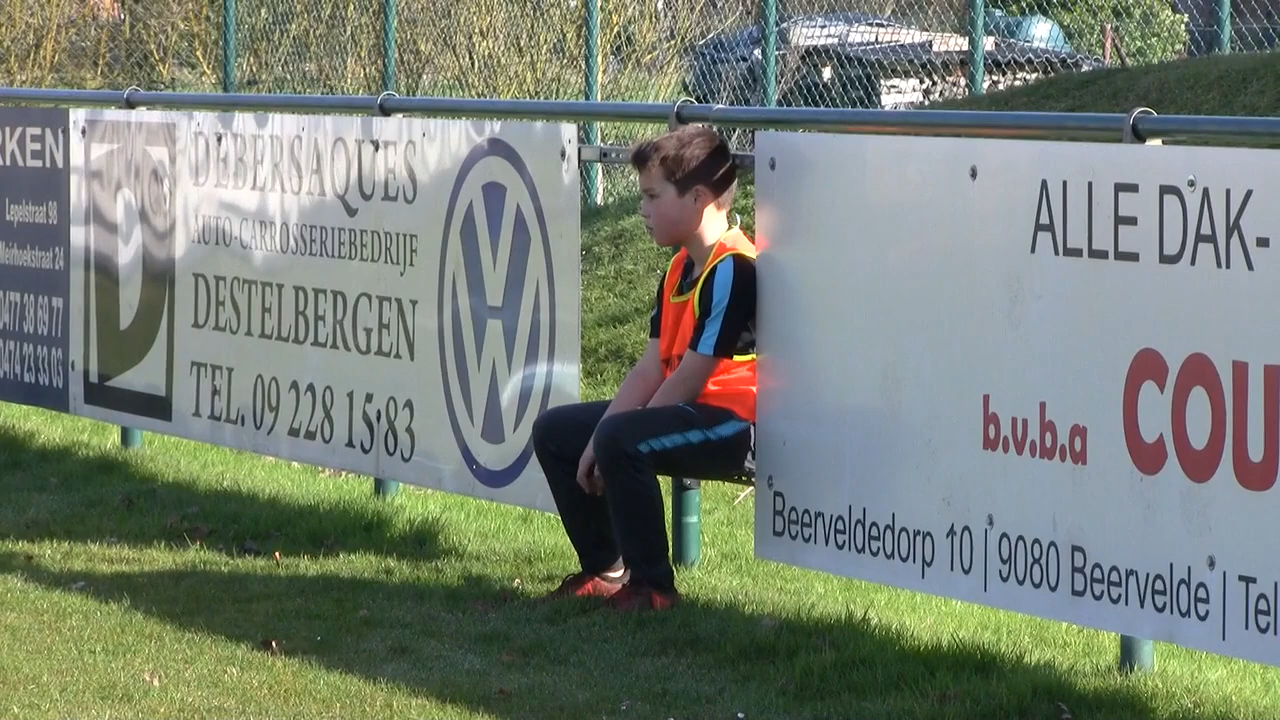 RKEN
Lepelstraat 98
Meirhoekstraat 24
0477 38 69 77
0474 23 33 03
D
DEBERSAQUES
AUTO-CARROSSERIEBEDRIJF
DESTELBERGEN
TEL. 09 228 15 83
VW
ALLE DAK-
b.v.b.a COU
Beerveldedorp 10 | 9080 Beervelde | Tel